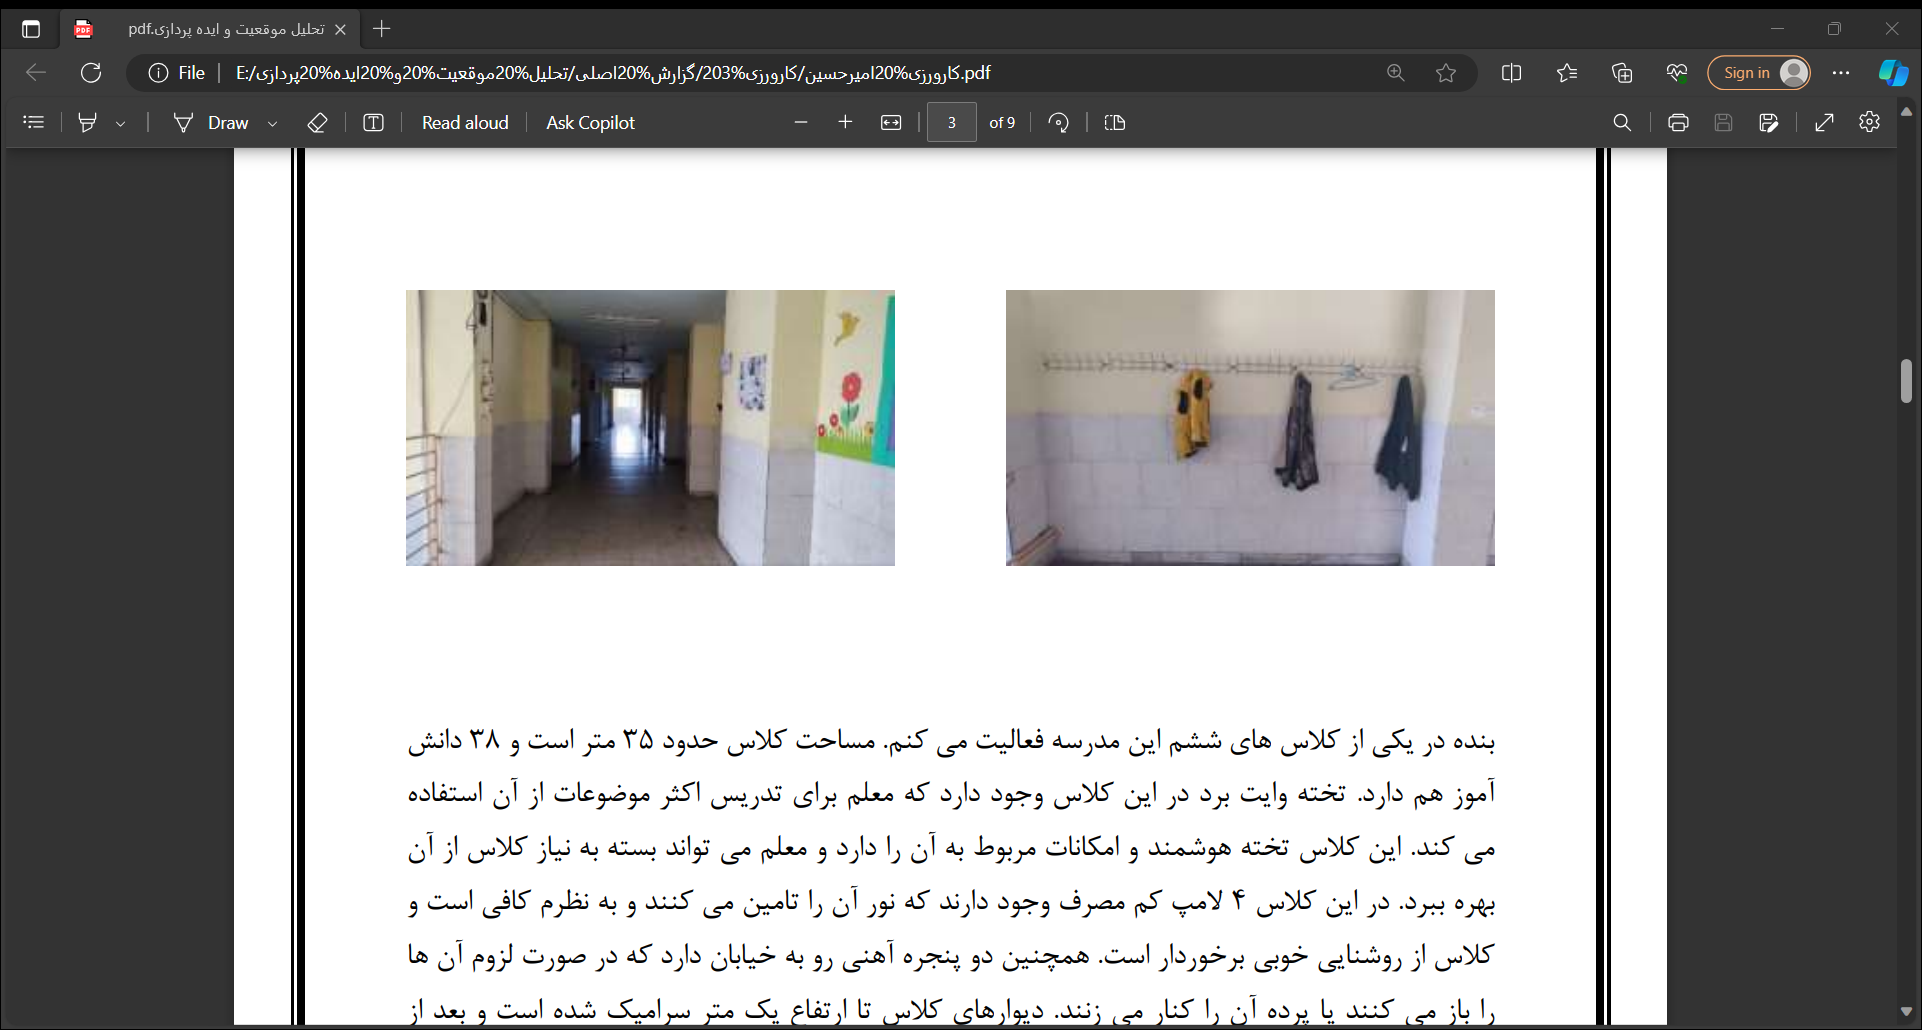 تحلیل موقعیت و ایده پردازی.pdf
File
E:/کارورزی%20امیرحسین/کارورزی%203/گزارش%20اصلی/تحلیل%20موقعیت%20و%20ایده%20پردازی.pdf
Sign in
Draw
Read aloud
Ask Copilot
3
of 9
بنده در یکی از کلاس های ششم این مدرسه فعالیت می کنم. مساحت کلاس حدود ۳۵ متر است و ۳۸ دانش
آموز هم دارد. تخته وایت برد در این کلاس وجود دارد که معلم برای تدریس اکثر موضوعات از آن استفاده
می کند. این کلاس تخته هوشمند و امکانات مربوط به آن را دارد و معلم می تواند بسته به نیاز کلاس از آن
بهره ببرد. در این کلاس ۴ لامپ کم مصرف وجود دارند که نور آن را تامین می کنند و به نظرم کافی است و
کلاس از روشنایی خوبی برخوردار است. همچنین دو پنجره آهنی رو به خیابان دارد که در صورت لزوم آن ها
را باز می کنند یا پرده آن را کنار می زنند. دیوارهای کلاس تا ارتفاع یک متر سرامیک شده است و بعد از